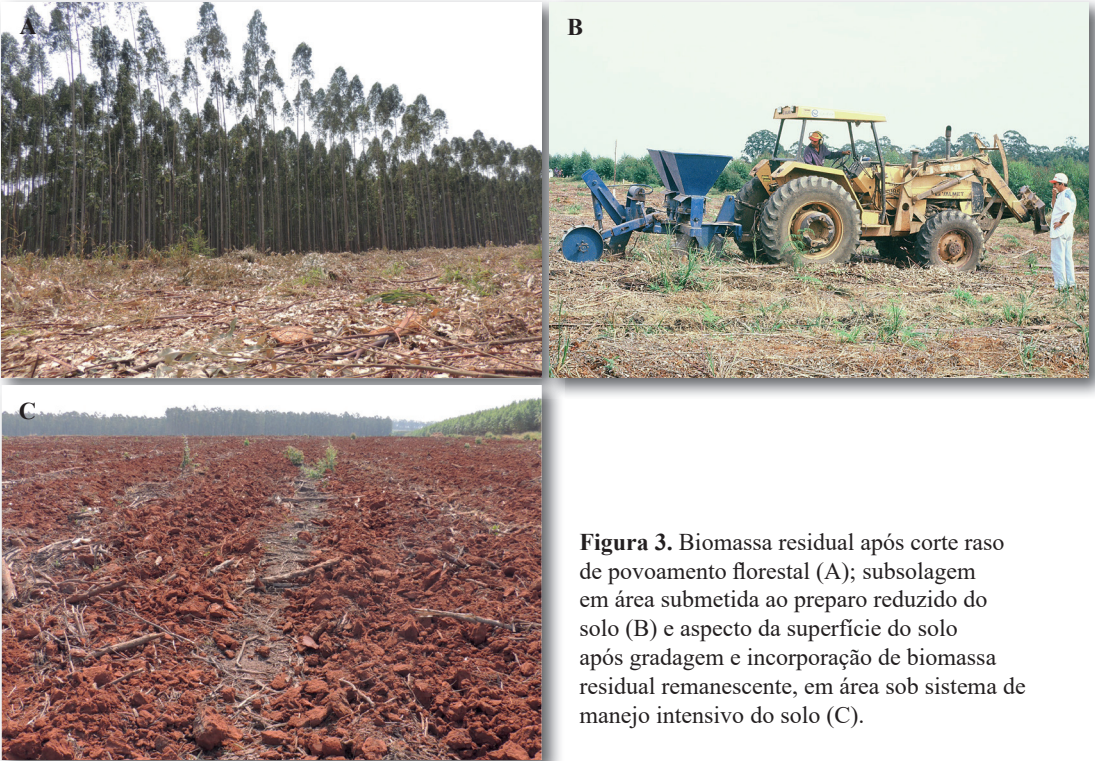 A
B
C
VALMET
Figura 3. Biomassa residual após corte raso
de povoamento florestal (A); subsolagem
em área submetida ao preparo reduzido do
solo (B) e aspecto da superfície do solo
após gradagem e incorporação de biomassa
residual remanescente, em área sob sistema de
manejo intensivo do solo (C).